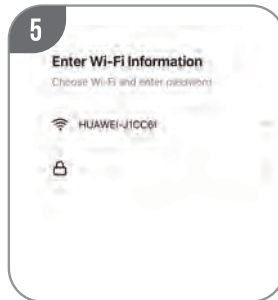 5
Enter Wi-Fi Information
Choose Wi-Fi and enter password
HUAWEI-J1CC6I